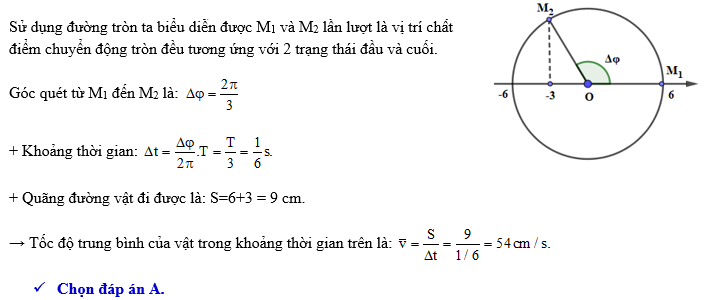 Sử dụng đường tròn ta biểu diễn được M₁ và M₂ lần lượt là vị trí chất
điểm chuyển động tròn đều tương ứng với 2 trạng thái đầu và cuối.
Góc quét từ M₁ đến M₂ là: Δφ = 2π/3
+ Khoảng thời gian: Δt = Δφ/2π .T = T/3 = 1/6 s.
+ Quãng đường vật đi được là: S=6+3 = 9 cm.
→ Tốc độ trung bình của vật trong khoảng thời gian trên là: v̄ = S/Δt = 9/(1/6) = 54 cm / s.
✓ Chọn đáp án A.
M₂
Δφ
M₁
-6 -3 O 6